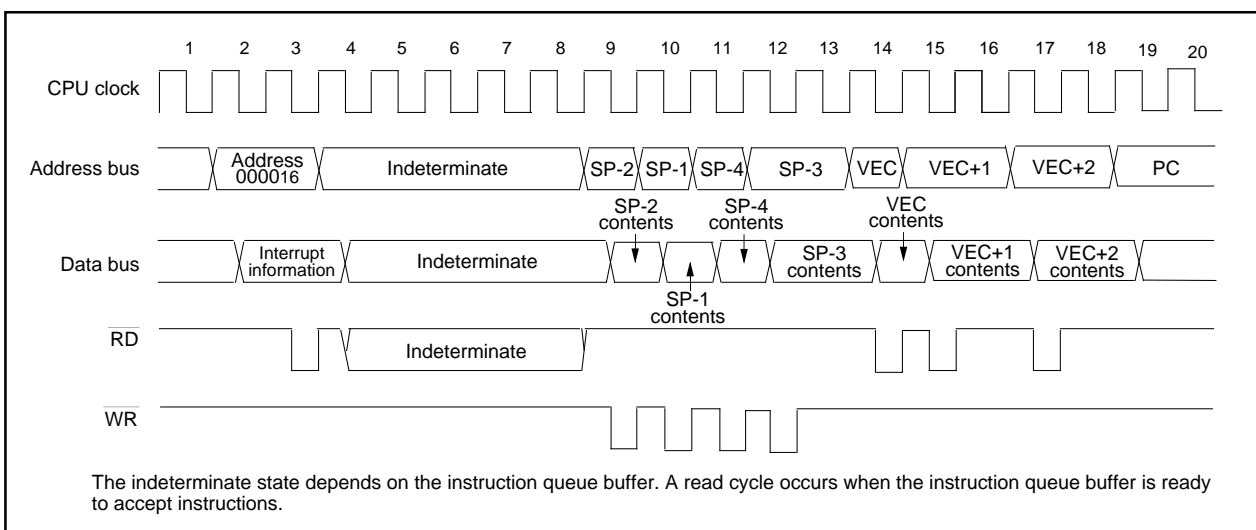 1 2 3 4 5 6 7 8 9 10 11 12 13 14 15 16 17 18 19 20
CPU clock
Address bus
Address
000016
Indeterminate
SP-2
SP-1
SP-4
SP-3
VEC
VEC+1
VEC+2
PC
SP-2
contents
SP-4
contents
VEC
contents
Data bus
Interrupt
information
Indeterminate
SP-3
contents
VEC+1
contents
VEC+2
contents
SP-1
contents
RD
Indeterminate
WR
The indeterminate state depends on the instruction queue buffer. A read cycle occurs when the instruction queue buffer is ready
to accept instructions.